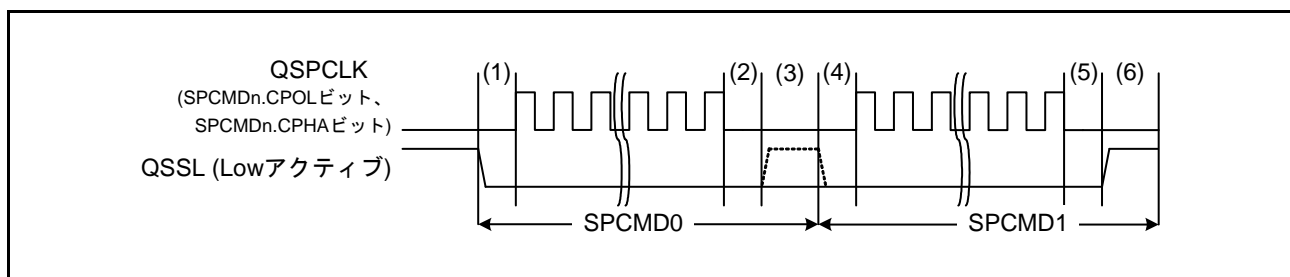 QSPCLK
(SPCMDn.CPOLビット、
SPCMDn.CPHAビット)
QSSL (Lowアクティブ)
(1)
(2)
(3)
(4)
(5)
(6)
SPCMD0
SPCMD1